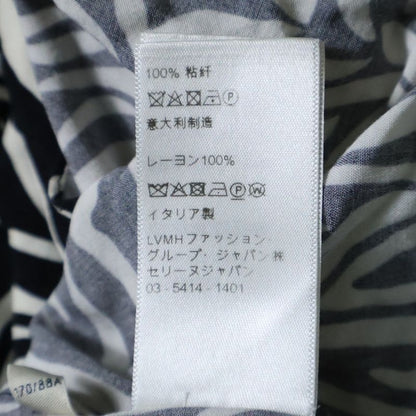 100% 粘纤
意大利制造
レーヨン100%
イタリア製
LVMHファッション・
グループ・ジャパン㈱
セリーヌジャパン
03-5414-1401